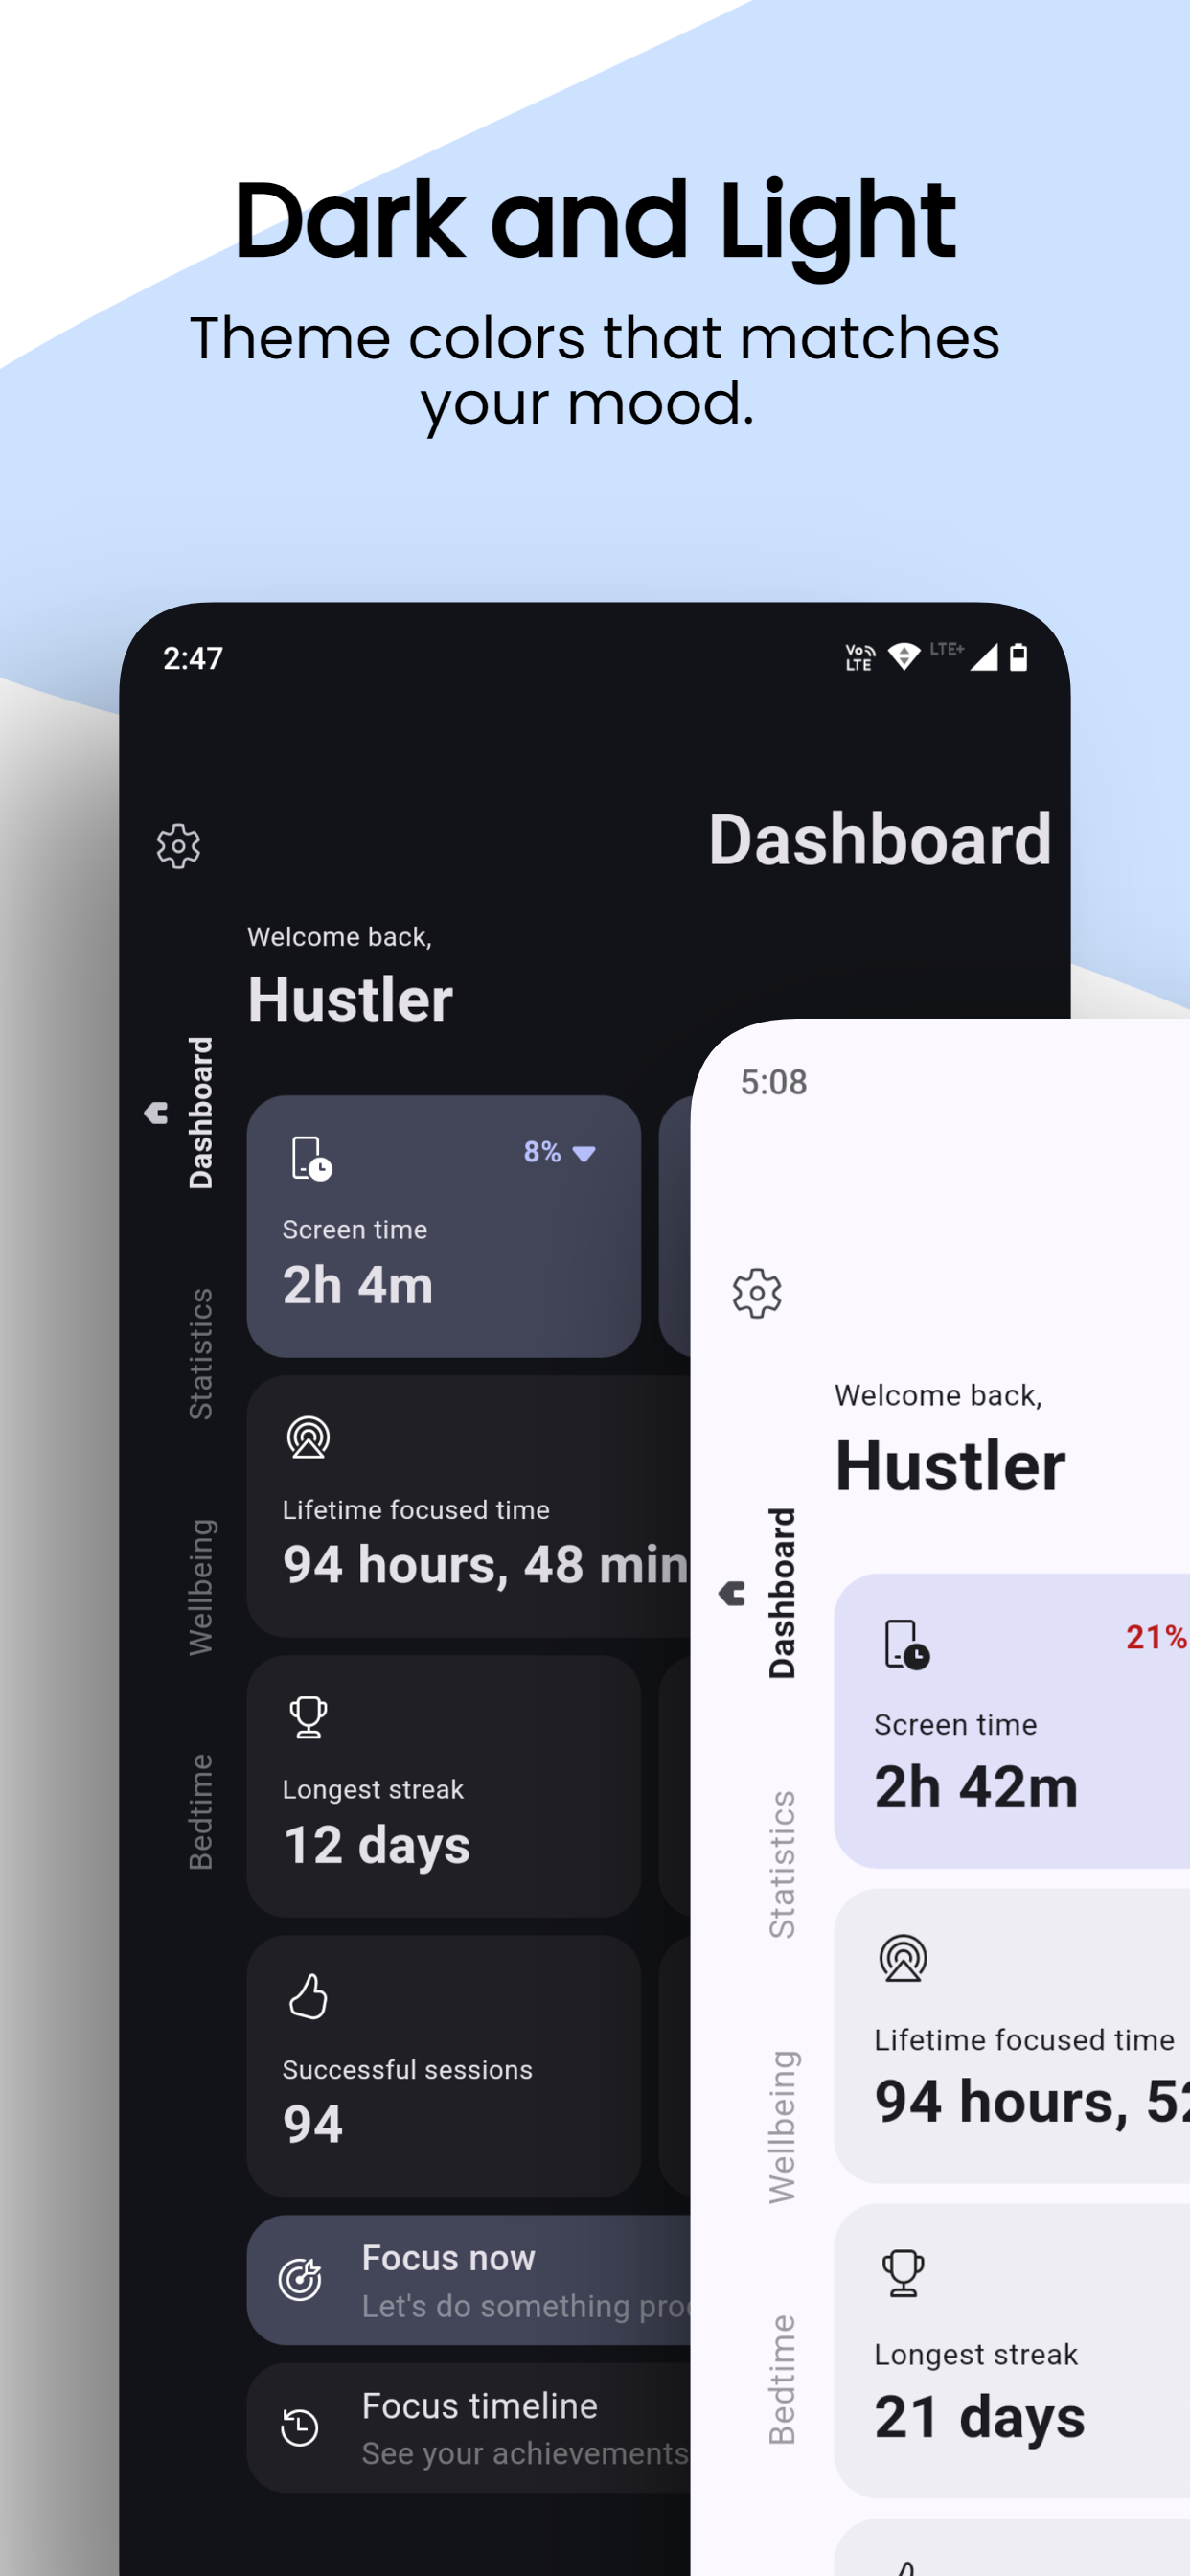 Dark and Light
Theme colors that matches
your mood.
2:47
Vo
LTE
LTE+
Dashboard
Welcome back,
Hustler
Dashboard
Statistics
Wellbeing
Bedtime
8%
Screen time
2h 4m
Lifetime focused time
94 hours, 48 min
Longest streak
12 days
Successful sessions
94
Focus now
Let's do something
Focus timeline
See your achievements
5:08
Welcome back,
Hustler
Dashboard
Statistics
Wellbeing
Bedtime
21%
Screen time
2h 42m
Lifetime focused time
94 hours, 52
Longest streak
21 days